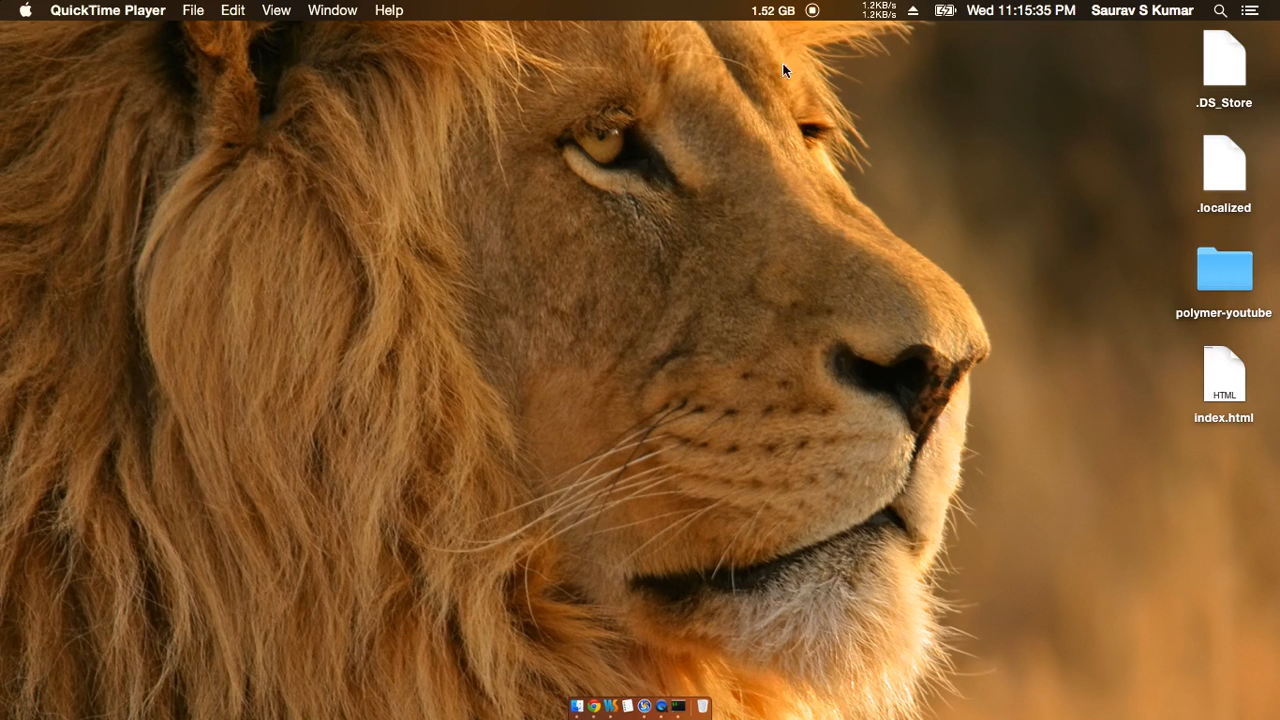 QuickTime Player File Edit View Window Help 1.52 GB 1.2KB/s Wed 11:15:35 PM Saurav S Kumar
1.2KB/s
.DS_Store
.localized
polymer-youtube
HTML
index.html